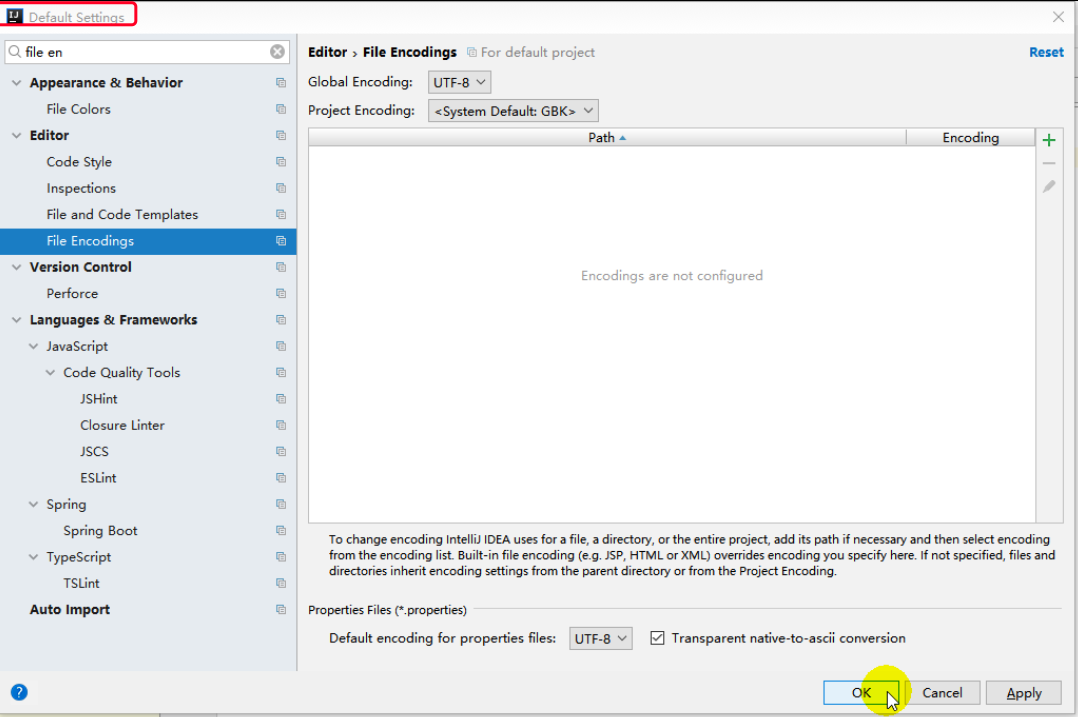 Default Settings
file en
Appearance & Behavior
File Colors
Editor
Code Style
Inspections
File and Code Templates
File Encodings
Version Control
Perforce
Languages & Frameworks
JavaScript
Code Quality Tools
JSHint
Closure Linter
JSCS
ESLint
Spring
Spring Boot
TypeScript
TSLint
Auto Import
Editor › File Encodings For default project Reset
Global Encoding: UTF-8
Project Encoding: <System Default: GBK>
Path Encoding
Encodings are not configured
To change encoding IntelliJ IDEA uses for a file, a directory, or the entire project, add its path if necessary and then select encoding
from the encoding list. Built-in file encoding (e.g. JSP, HTML or XML) overrides encoding you specify here. If not specified, files and
directories inherit encoding settings from the parent directory or from the Project Encoding.
Properties Files (*.properties)
Default encoding for properties files: UTF-8 Transparent native-to-ascii conversion
? OK Cancel Apply